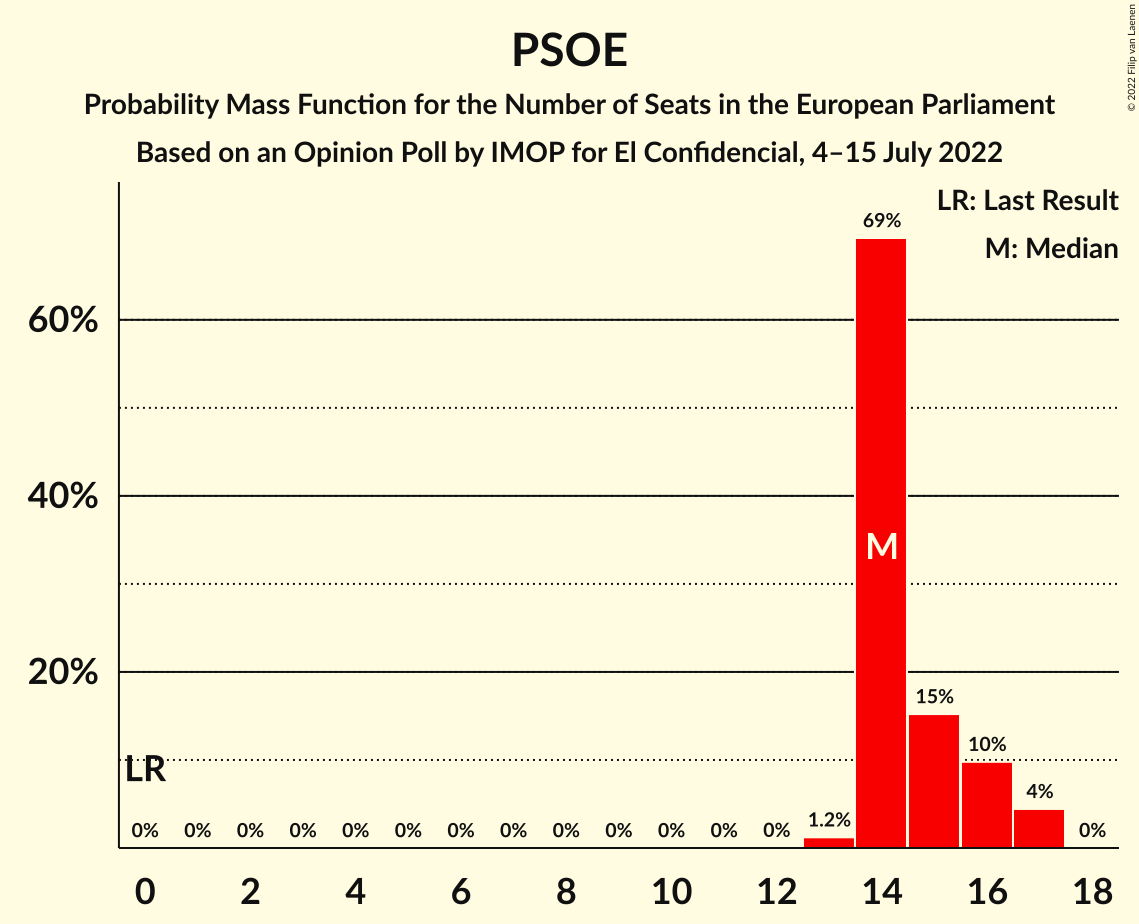 PSOE
Probability Mass Function for the Number of Seats in the European Parliament
Based on an Opinion Poll by IMOP for El Confidencial, 4–15 July 2022
© 2022 Filip van Laenen
LR: Last Result
M: Median
69%
60%
40%
M
20%
15%
10%
LR
4%
1.2%
0% 0% 0% 0% 0% 0% 0% 0% 0% 0% 0% 0% 0% 0%
0 2 4 6 8 10 12 14 16 18